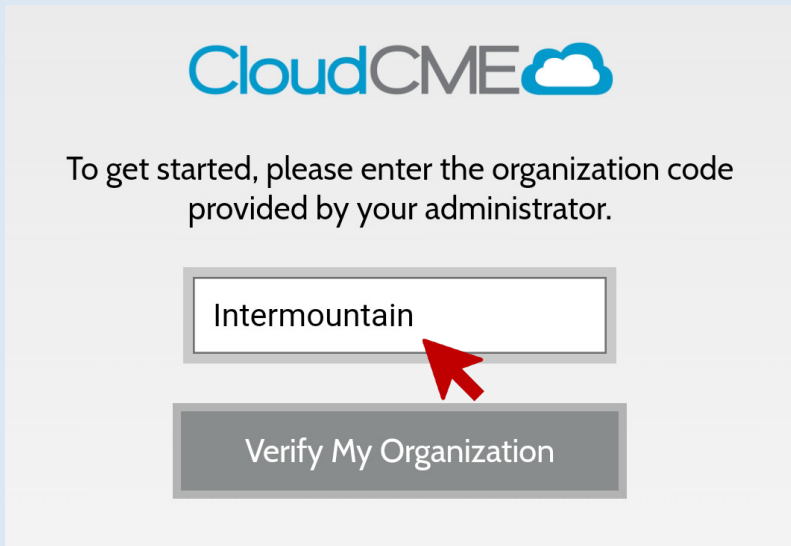 CloudCME
To get started, please enter the organization code
provided by your administrator.
Intermountain
Verify My Organization